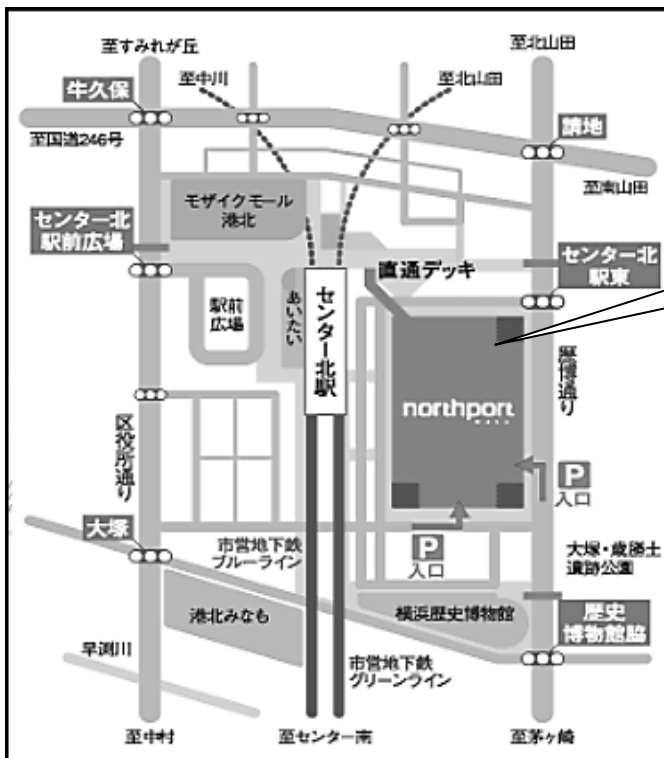 至すみれが丘
至北山田
至中川
至北山田
牛久保
請地
至国道246号
至南山田
モザイクモール
港北
センター北
駅前広場
直通デッキ
センター北
駅東
駅前
広場
あいたい
センター北駅
歴博通り
northport
区役所通り
P
入口
大塚
市営地下鉄
ブルーライン
P
入口
大塚・歳勝土
遺跡公園
港北みなも
横浜歴史博物館
歴史
博物館脇
早渕川
市営地下鉄
グリーンライン
至中村
至センター南
至茅ヶ崎